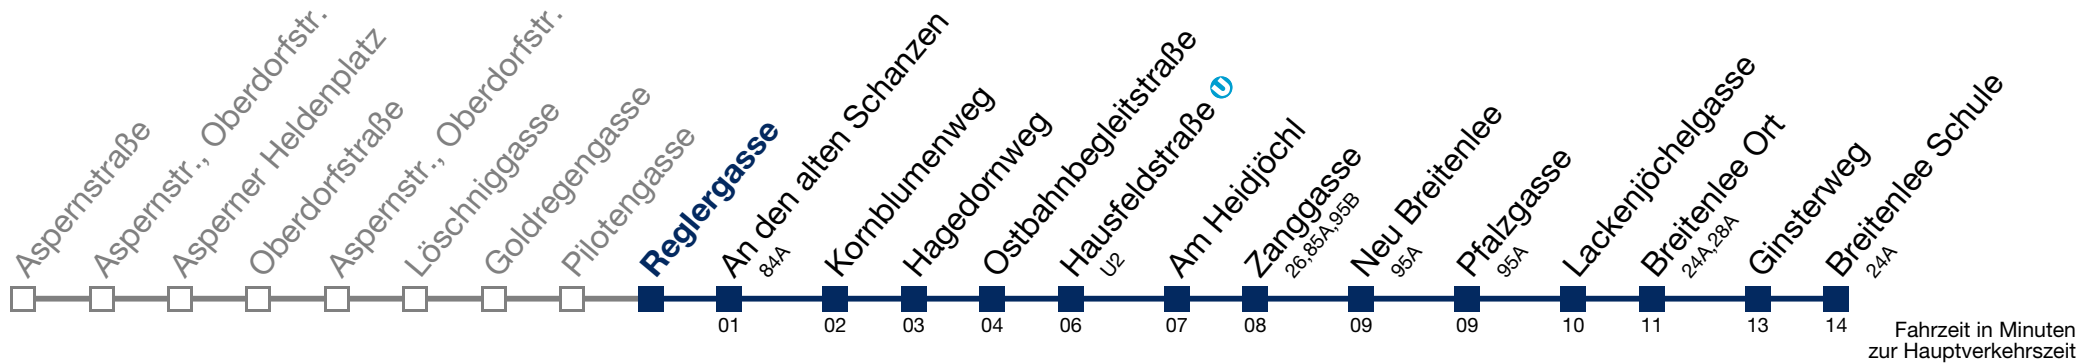 Aspernstraße
Aspernstr., Oberdorfstr.
Asperner Heldenplatz
Oberdorfstraße
Aspernstr., Oberdorfstr.
Löschniggasse
Goldregengasse
Pilotengasse
Reglergasse
An den alten Schanzen
84A
Kornblumenweg
Hagedornweg
Ostbahnbegleitstraße
Hausfeldstraße U
U2
Am Heidjöchl
Zanggasse
26,85A,95B
Neu Breitenlee
95A
Pfalzgasse
95A
Lackenjöchelgasse
Breitenlee Ort
24A,28A
Ginsterweg
Breitenlee Schule
24A
01 02 03 04 06 07 08 09 09 10 11 13 14
Fahrzeit in Minuten
zur Hauptverkehrszeit